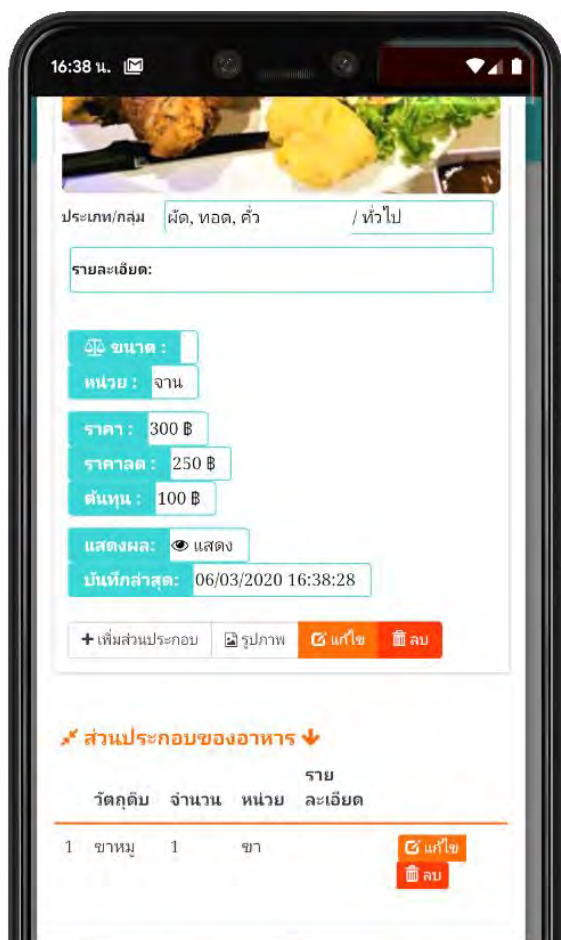 16:38 น.
ประเภท/กลุ่ม ผัด, ทอด, คั่ว / ทั่วไป
รายละเอียด:
ขนาด :
หน่วย : จาน
ราคา : 300 ฿
ราคาลด : 250 ฿
ต้นทุน : 100 ฿
แสดงผล: แสดง
บันทึกล่าสุด: 06/03/2020 16:38:28
เพิ่มส่วนประกอบ รูปภาพ แก้ไข ลบ
ส่วนประกอบของอาหาร
วัตถุดิบ จำนวน หน่วย รายละเอียด
1 ขาหมู 1 ขา แก้ไข
ลบ